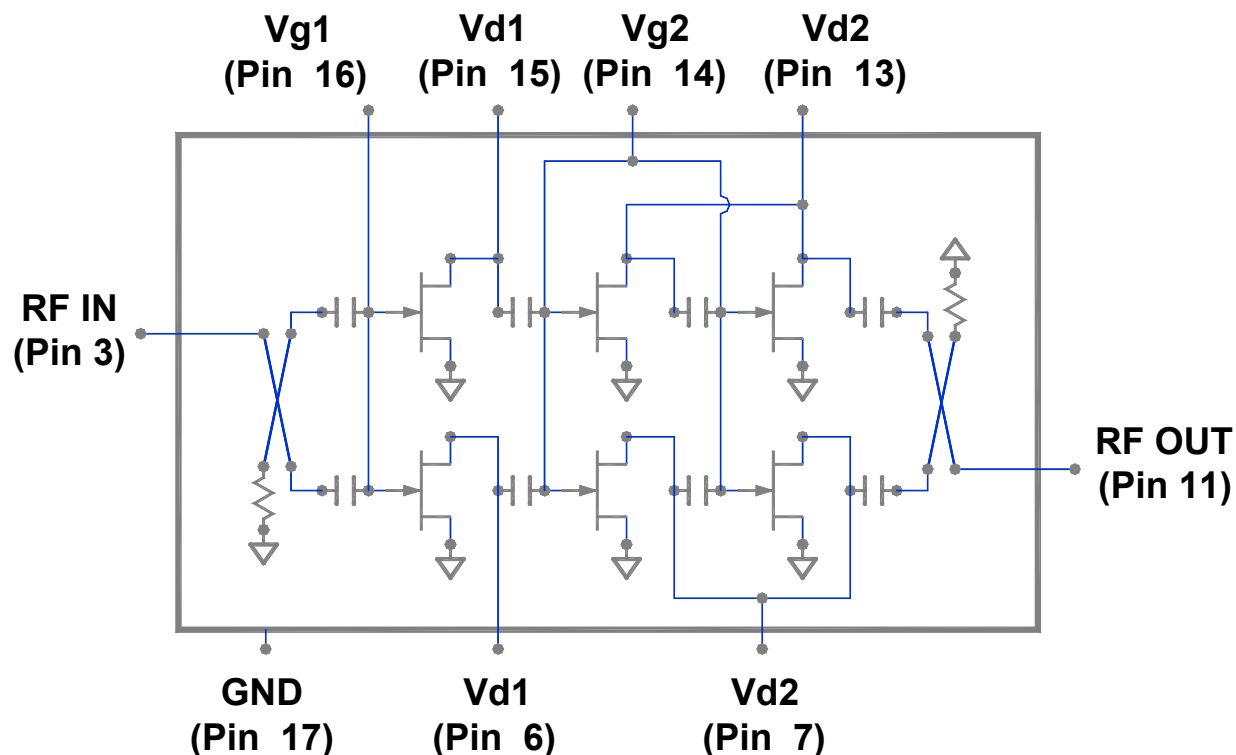 Vg1
(Pin 16)
Vd1
(Pin 15)
Vg2
(Pin 14)
Vd2
(Pin 13)
RF IN
(Pin 3)
RF OUT
(Pin 11)
GND
(Pin 17)
Vd1
(Pin 6)
Vd2
(Pin 7)